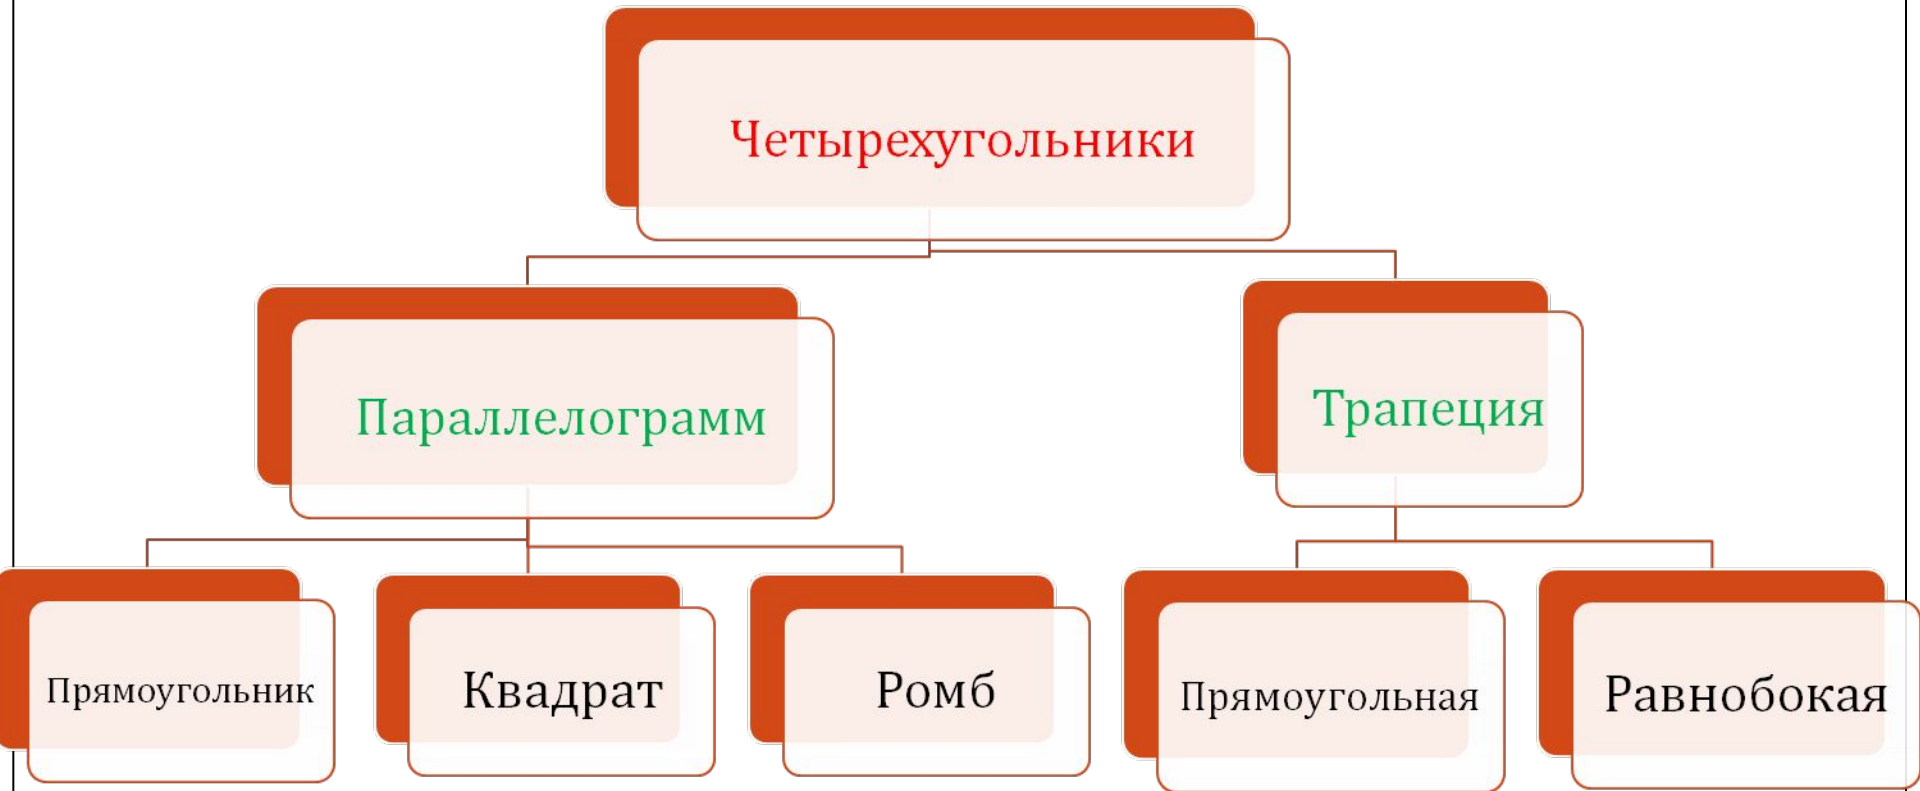 Четырехугольники
Параллелограмм
Трапеция
Прямоугольник
Квадрат
Ромб
Прямоугольная
Равнобокая